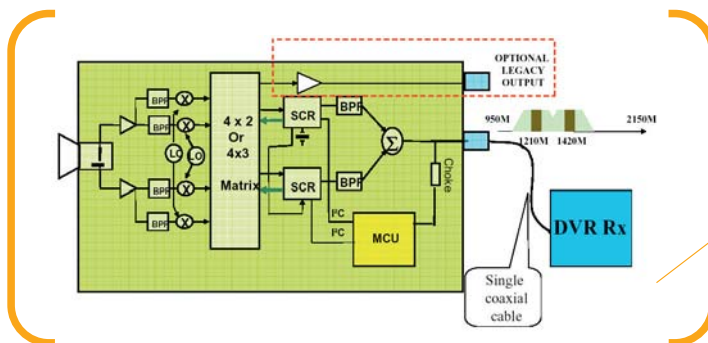 OPTIONAL
LEGACY
OUTPUT
BPF
X
BPF
X
LO
LO
BPF
X
BPF
X
4 x 2
Or
4x3
Matrix
SCR
BPF
SCR
BPF
Σ
I²C
I²C
MCU
Choke
950M
2150M
1210M
1420M
DVR Rx
Single
coaxial
cable